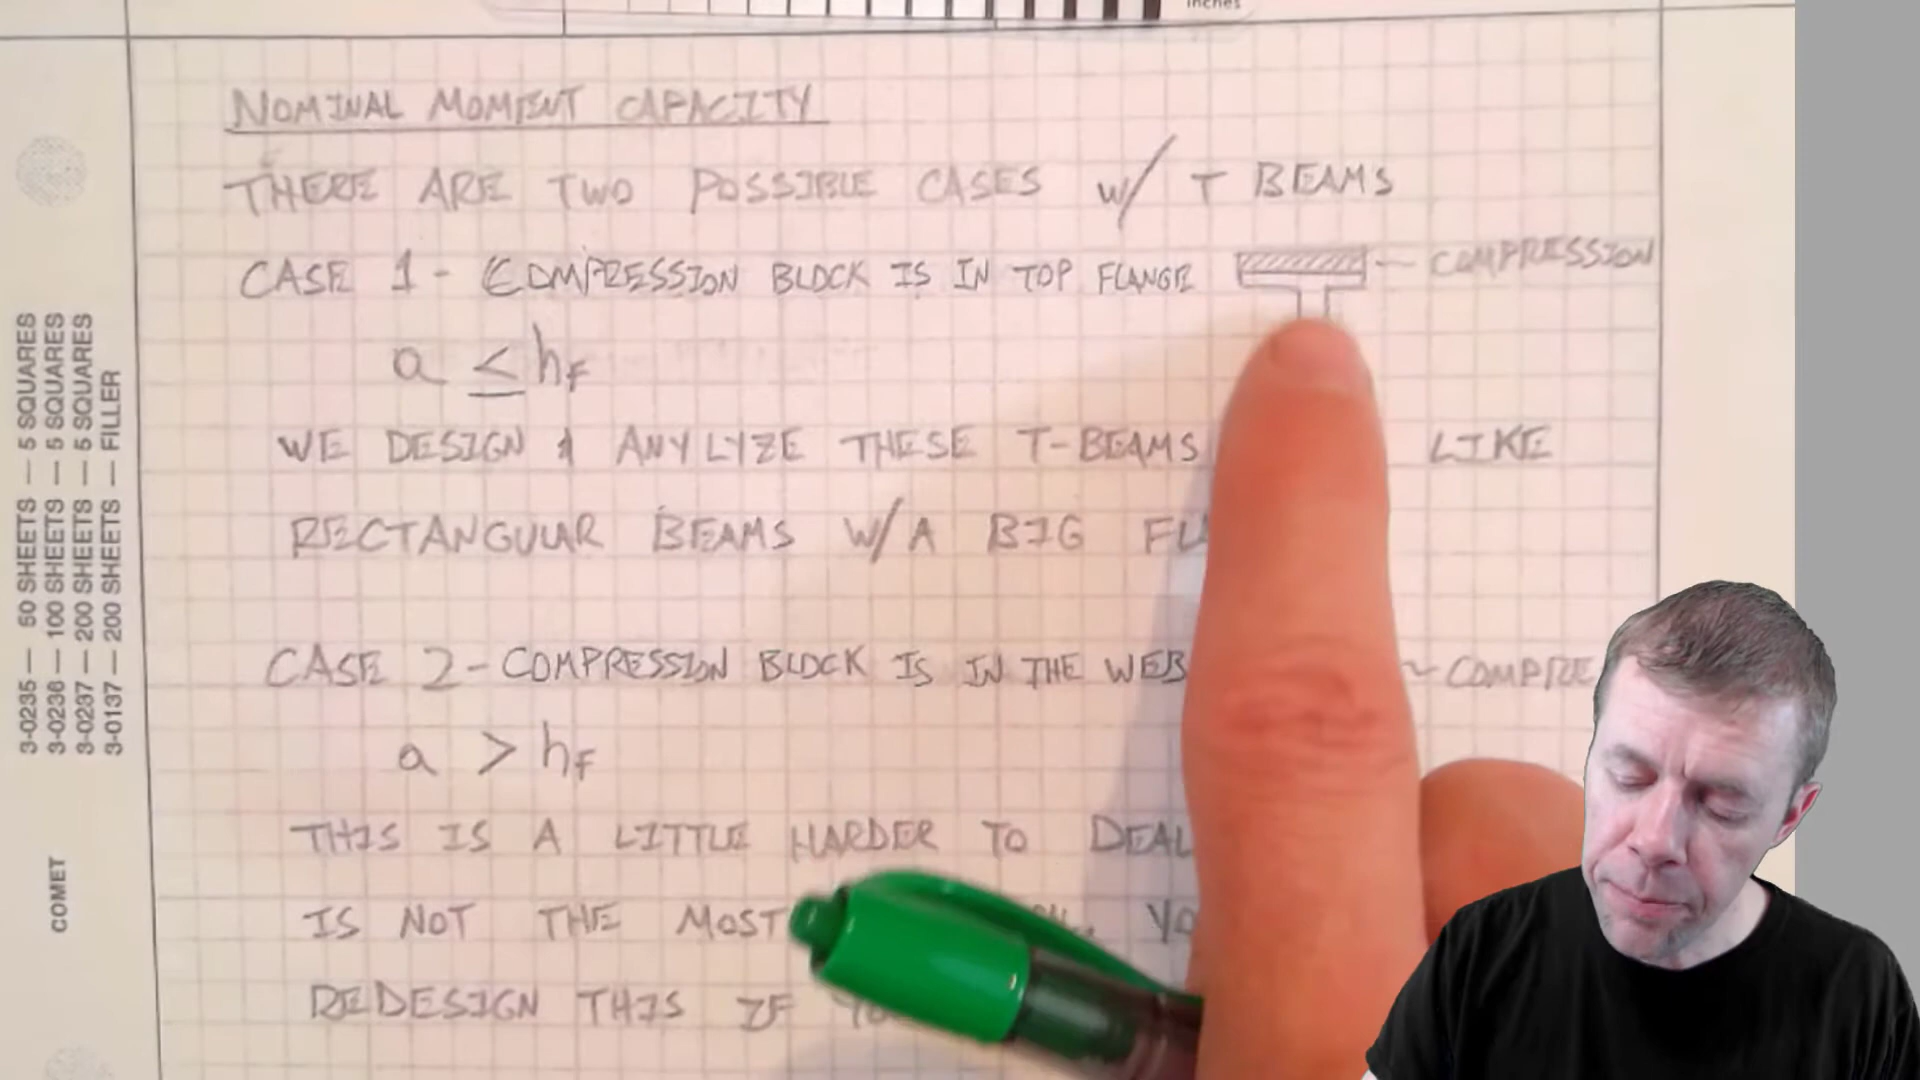 inches
NOMINAL MOMENT CAPACITY
THERE ARE TWO POSSIBLE CASES W/ T BEAMS
CASE 1 - COMPRESSION BLOCK IS IN TOP FLANGE
COMPRESSION
a ≤ hF
WE DESIGN & ANYLYZE THESE T-BEAMS LIKE
RECTANGULAR BEAMS W/A BIG FL
CASE 2 - COMPRESSION BLOCK IS IN THE WEB
COMPRE
a > hF
THIS IS A LITTLE HARDER TO DEAL
IS NOT THE MOST
REDESIGN THIS IF
3-0235 — 50 SHEETS — 5 SQUARES
3-0236 — 100 SHEETS — 5 SQUARES
3-0237 — 200 SHEETS — 5 SQUARES
3-0137 — 200 SHEETS — FILLER
COMET